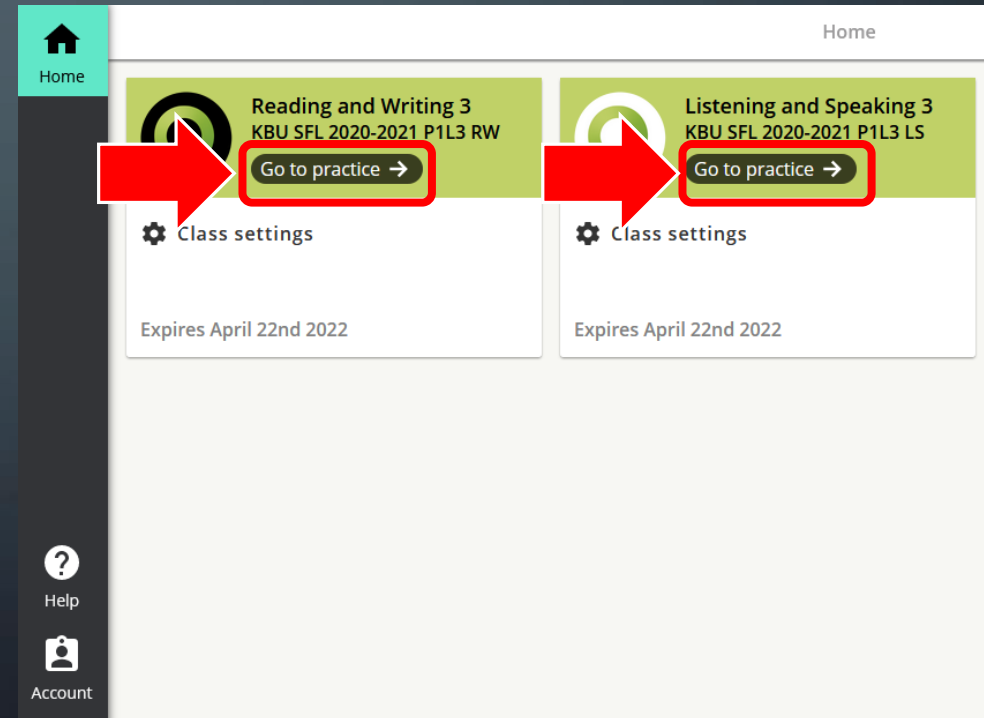 Home
Home
Reading and Writing 3
KBU SFL 2020-2021 P1L3 RW
Go to practice →
Class settings
Expires April 22nd 2022
Listening and Speaking 3
KBU SFL 2020-2021 P1L3 LS
Go to practice →
Class settings
Expires April 22nd 2022
?
Help
Account